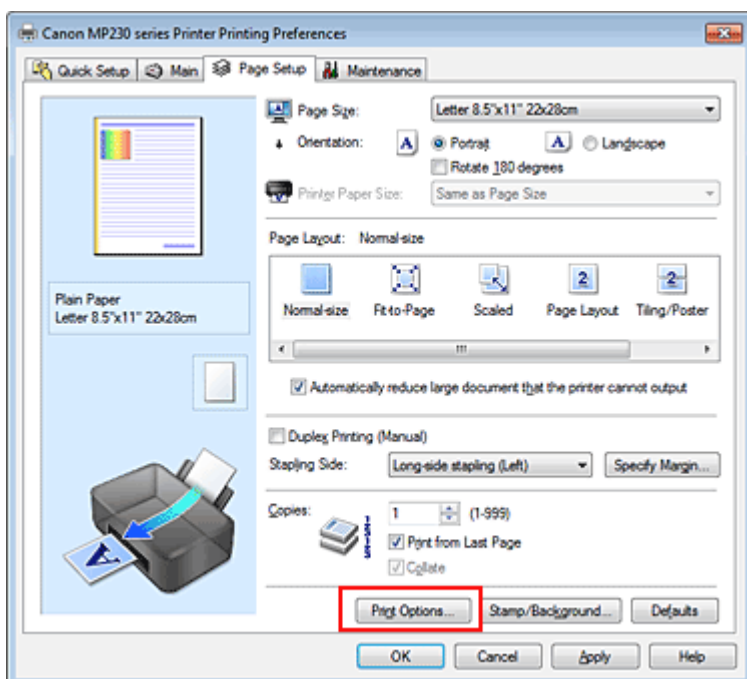 Canon MP230 series Printer Printing Preferences
Quick Setup Main Page Setup Maintenance
Page Size: Letter 8.5"x11" 22x28cm
Orientation: A Portrait A Landscape
Rotate 180 degrees
Printer Paper Size: Same as Page Size
Page Layout: Normal-size
2 2
Normal-size Fit-to-Page Scaled Page Layout Tiling/Poster
Plain Paper
Letter 8.5"x11" 22x28cm
Automatically reduce large document that the printer cannot output
Duplex Printing (Manual)
Stapling Side: Long-side stapling (Left) Specify Margin...
Copies: 1 (1-999)
Print from Last Page
Collate
A
Print Options... Stamp/Background... Defaults
OK Cancel Apply Help